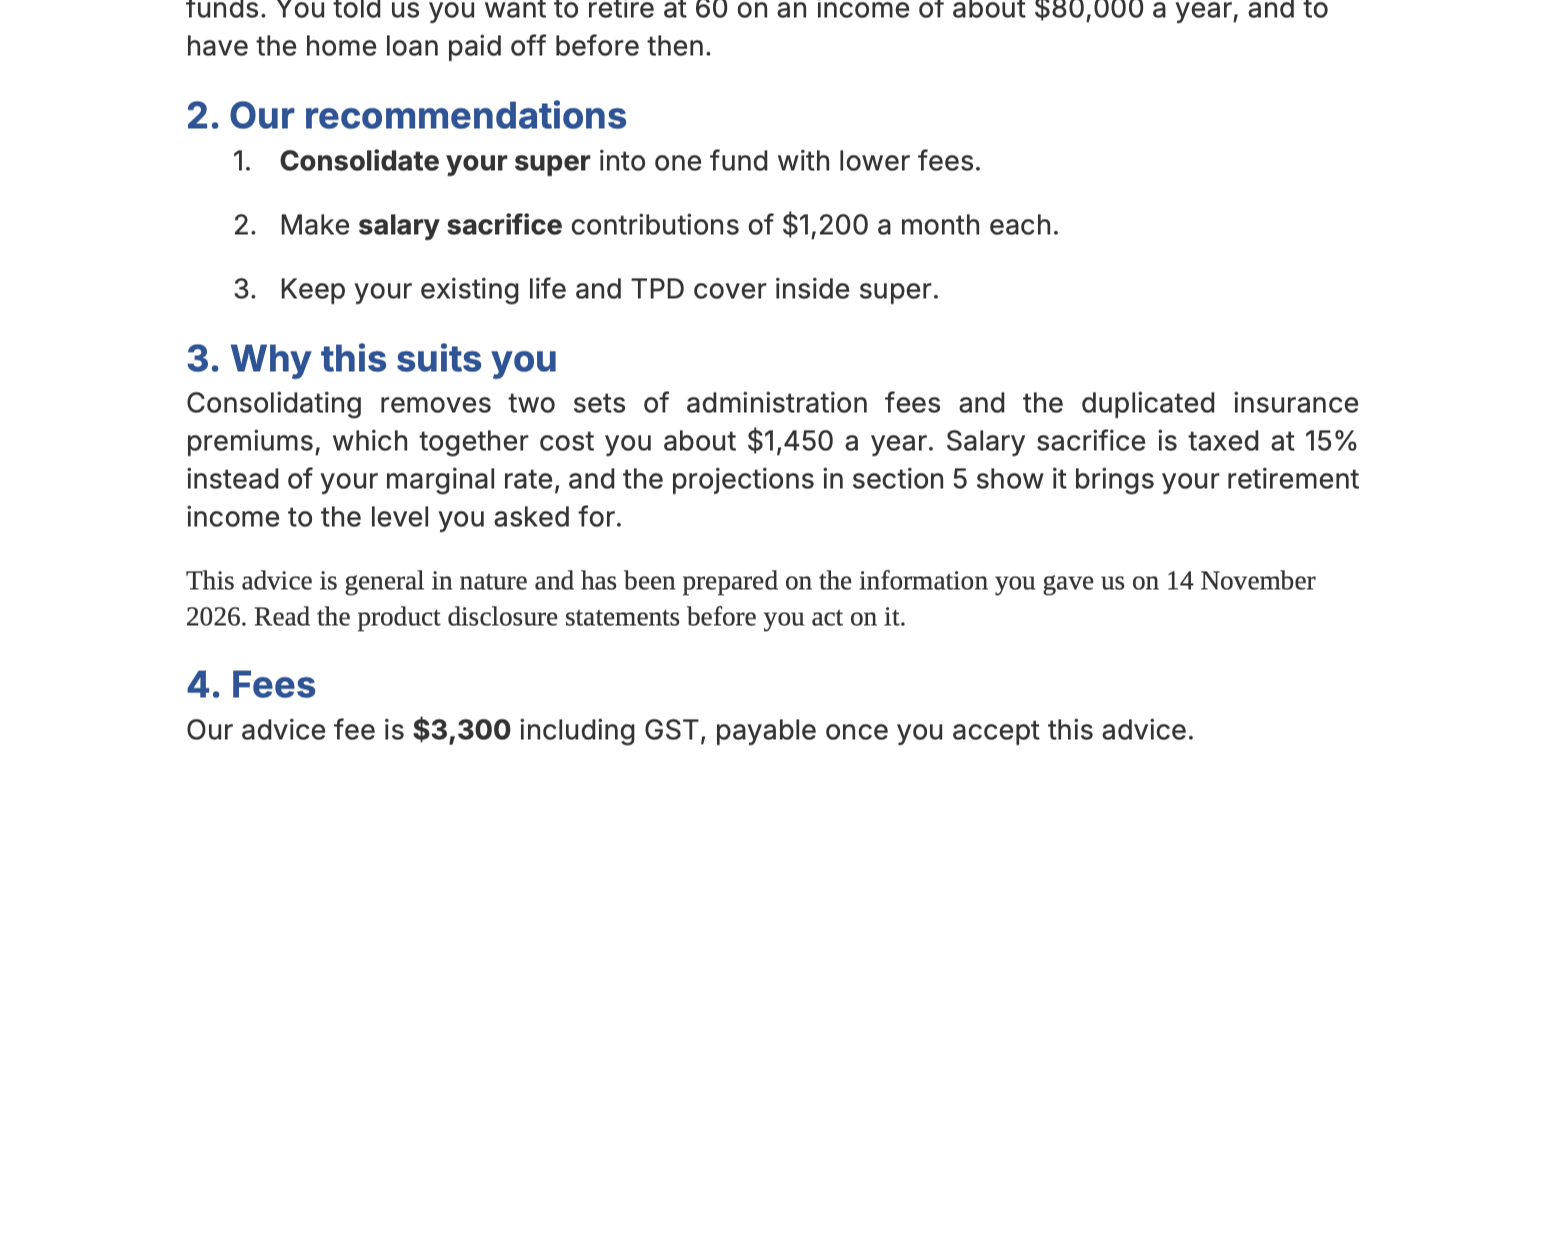 funds. You told us you want to retire at 60 on an income of about $80,000 a year, and to
have the home loan paid off before then.
2. Our recommendations
1. Consolidate your super into one fund with lower fees.
2. Make salary sacrifice contributions of $1,200 a month each.
3. Keep your existing life and TPD cover inside super.
3. Why this suits you
Consolidating removes two sets of administration fees and the duplicated insurance
premiums, which together cost you about $1,450 a year. Salary sacrifice is taxed at 15%
instead of your marginal rate, and the projections in section 5 show it brings your retirement
income to the level you asked for.
This advice is general in nature and has been prepared on the information you gave us on 14 November
2026. Read the product disclosure statements before you act on it.
4. Fees
Our advice fee is $3,300 including GST, payable once you accept this advice.